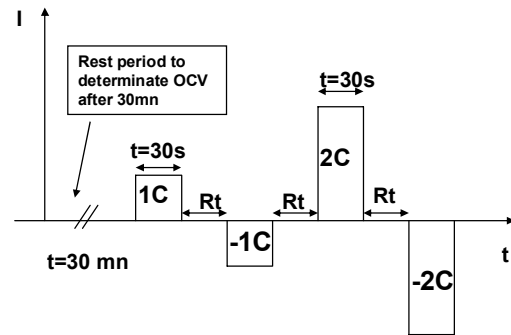 I
Rest period to
determinate OCV
after 30mn
t=30s
t=30s
1C
2C
Rt
Rt
Rt
-1C
-2C
t
t=30 mn